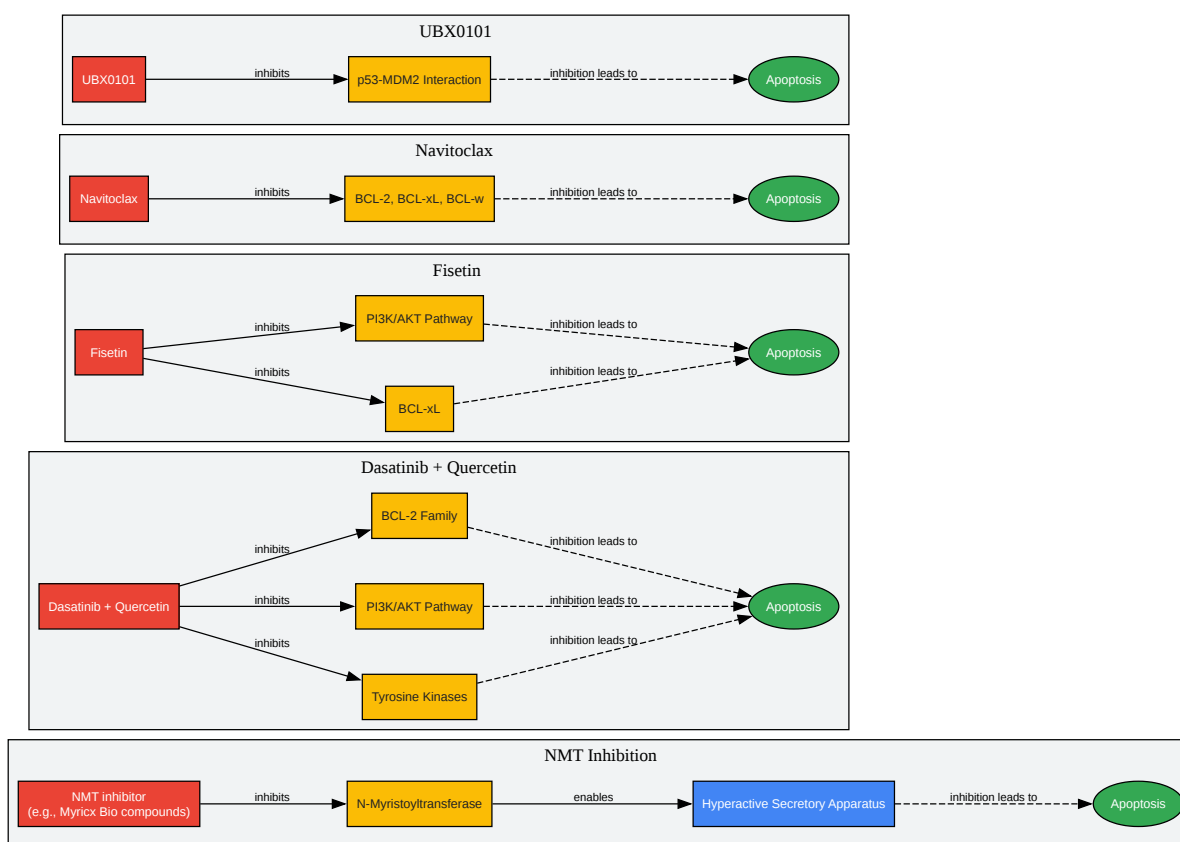 UBX0101
UBX0101
inhibits
p53-MDM2 Interaction
inhibition leads to
Apoptosis
Navitoclax
Navitoclax
inhibits
BCL-2, BCL-xL, BCL-w
inhibition leads to
Apoptosis
Fisetin
Fisetin
inhibits
PI3K/AKT Pathway
inhibition leads to
inhibits
BCL-xL
inhibition leads to
Apoptosis
Dasatinib + Quercetin
Dasatinib + Quercetin
inhibits
BCL-2 Family
inhibition leads to
inhibits
PI3K/AKT Pathway
inhibition leads to
inhibits
Tyrosine Kinases
inhibition leads to
Apoptosis
NMT Inhibition
NMT inhibitor
(e.g., Myricx Bio compounds)
inhibits
N-Myristoyltransferase
enables
Hyperactive Secretory Apparatus
inhibition leads to
Apoptosis